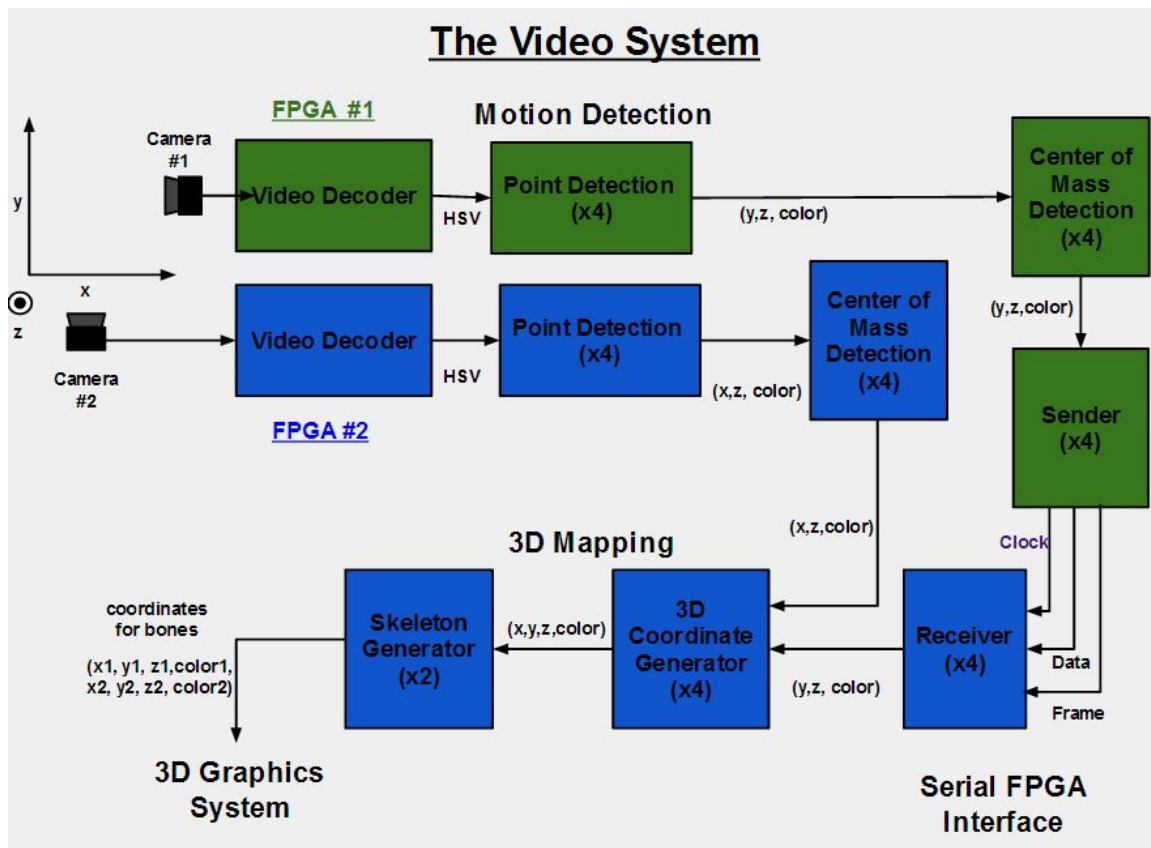 The Video System
FPGA #1
Motion Detection
Camera
#1
Video Decoder
HSV
Point Detection
(x4)
(y,z, color)
Center of
Mass
Detection
(x4)
y
x
z
(y,z,color)
Camera
#2
Video Decoder
HSV
Point Detection
(x4)
(x,z, color)
Center of
Mass
Detection
(x4)
FPGA #2
Sender
(x4)
(x,z,color)
Clock
Data
Frame
3D Mapping
Receiver
(x4)
(y,z, color)
3D
Coordinate
Generator
(x4)
(x,y,z,color)
Skeleton
Generator
(x2)
coordinates
for bones
(x1, y1, z1,color1,
x2, y2, z2, color2)
3D Graphics
System
Serial FPGA
Interface